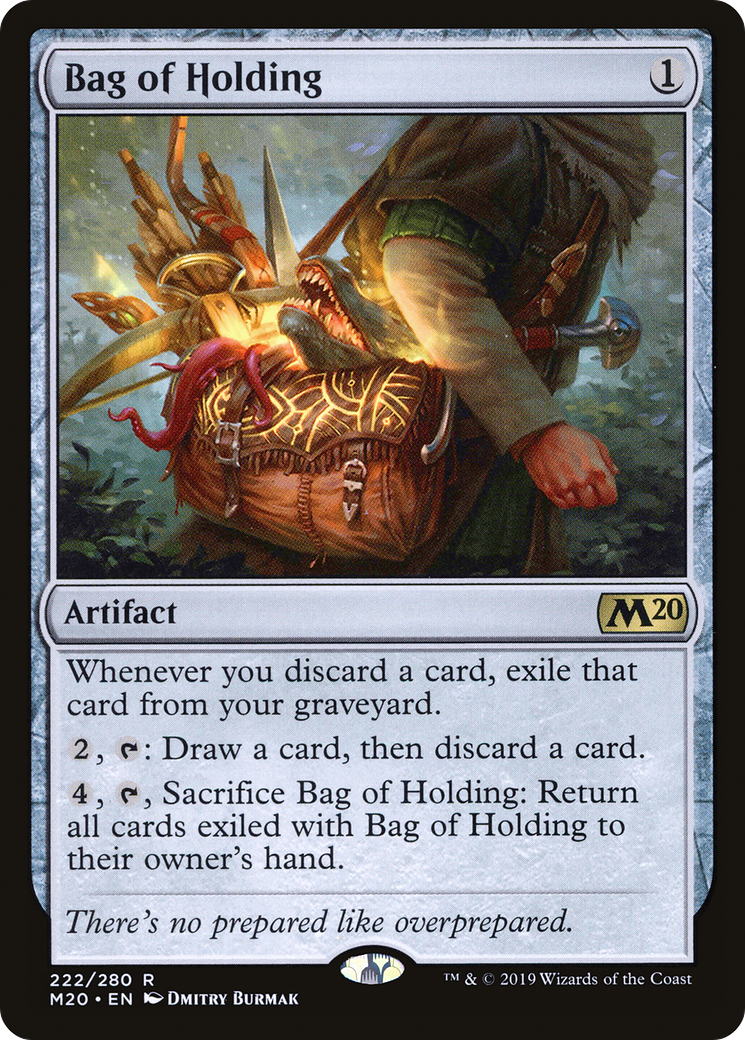 Bag of Holding 1
Artifact M20
Whenever you discard a card, exile that
card from your graveyard.
2, : Draw a card, then discard a card.
4, , Sacrifice Bag of Holding: Return
all cards exiled with Bag of Holding to
their owner's hand.
There's no prepared like overprepared.
222/280 R
M20 • EN Dmitry Burmak
™ & © 2019 Wizards of the Coast